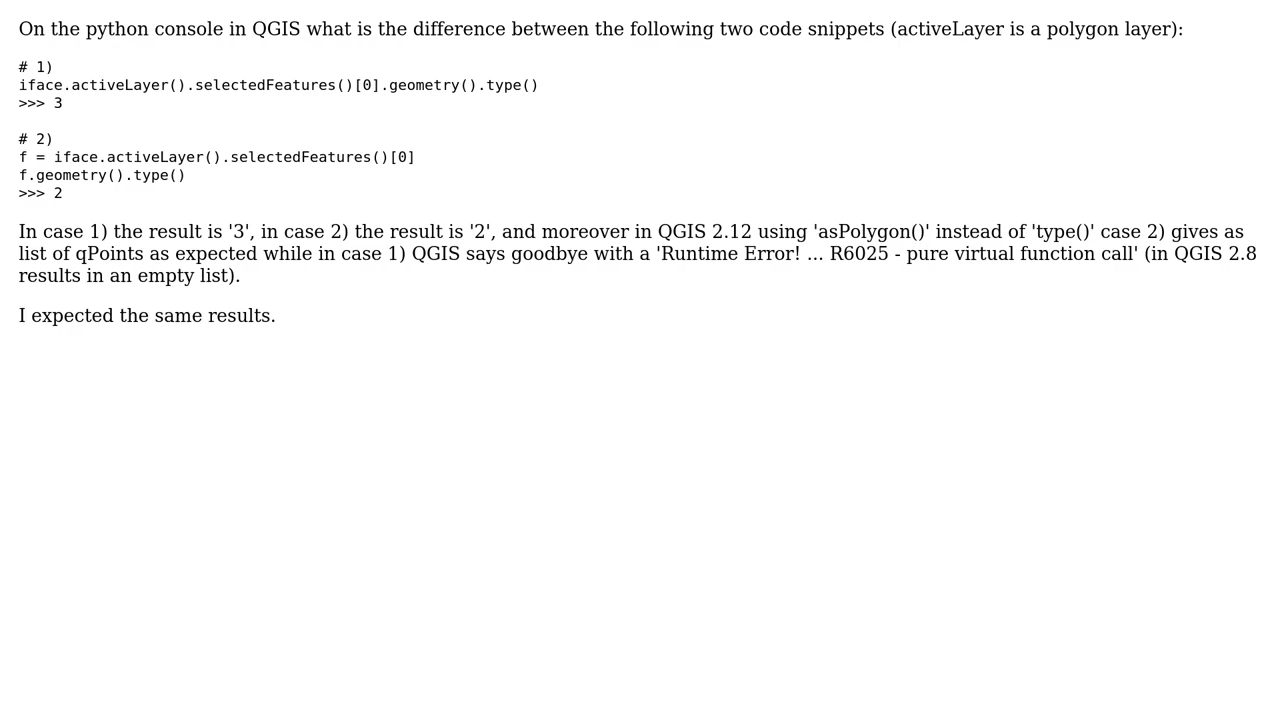 On the python console in QGIS what is the difference between the following two code snippets (activeLayer is a polygon layer):
# 1)
iface.activeLayer().selectedFeatures()[0].geometry().type()
>>> 3
# 2)
f = iface.activeLayer().selectedFeatures()[0]
f.geometry().type()
>>> 2
In case 1) the result is '3', in case 2) the result is '2', and moreover in QGIS 2.12 using 'asPolygon()' instead of 'type()' case 2) gives as
list of qPoints as expected while in case 1) QGIS says goodbye with a 'Runtime Error! ... R6025 - pure virtual function call' (in QGIS 2.8
results in an empty list).
I expected the same results.